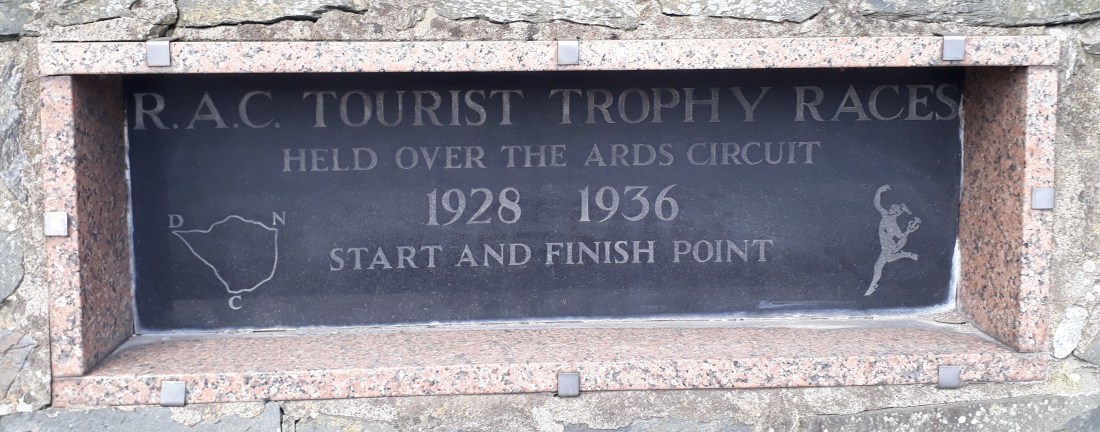 R.A.C. TOURIST TROPHY RACES
HELD OVER THE ARDS CIRCUIT
1928 1936
START AND FINISH POINT
D N
C